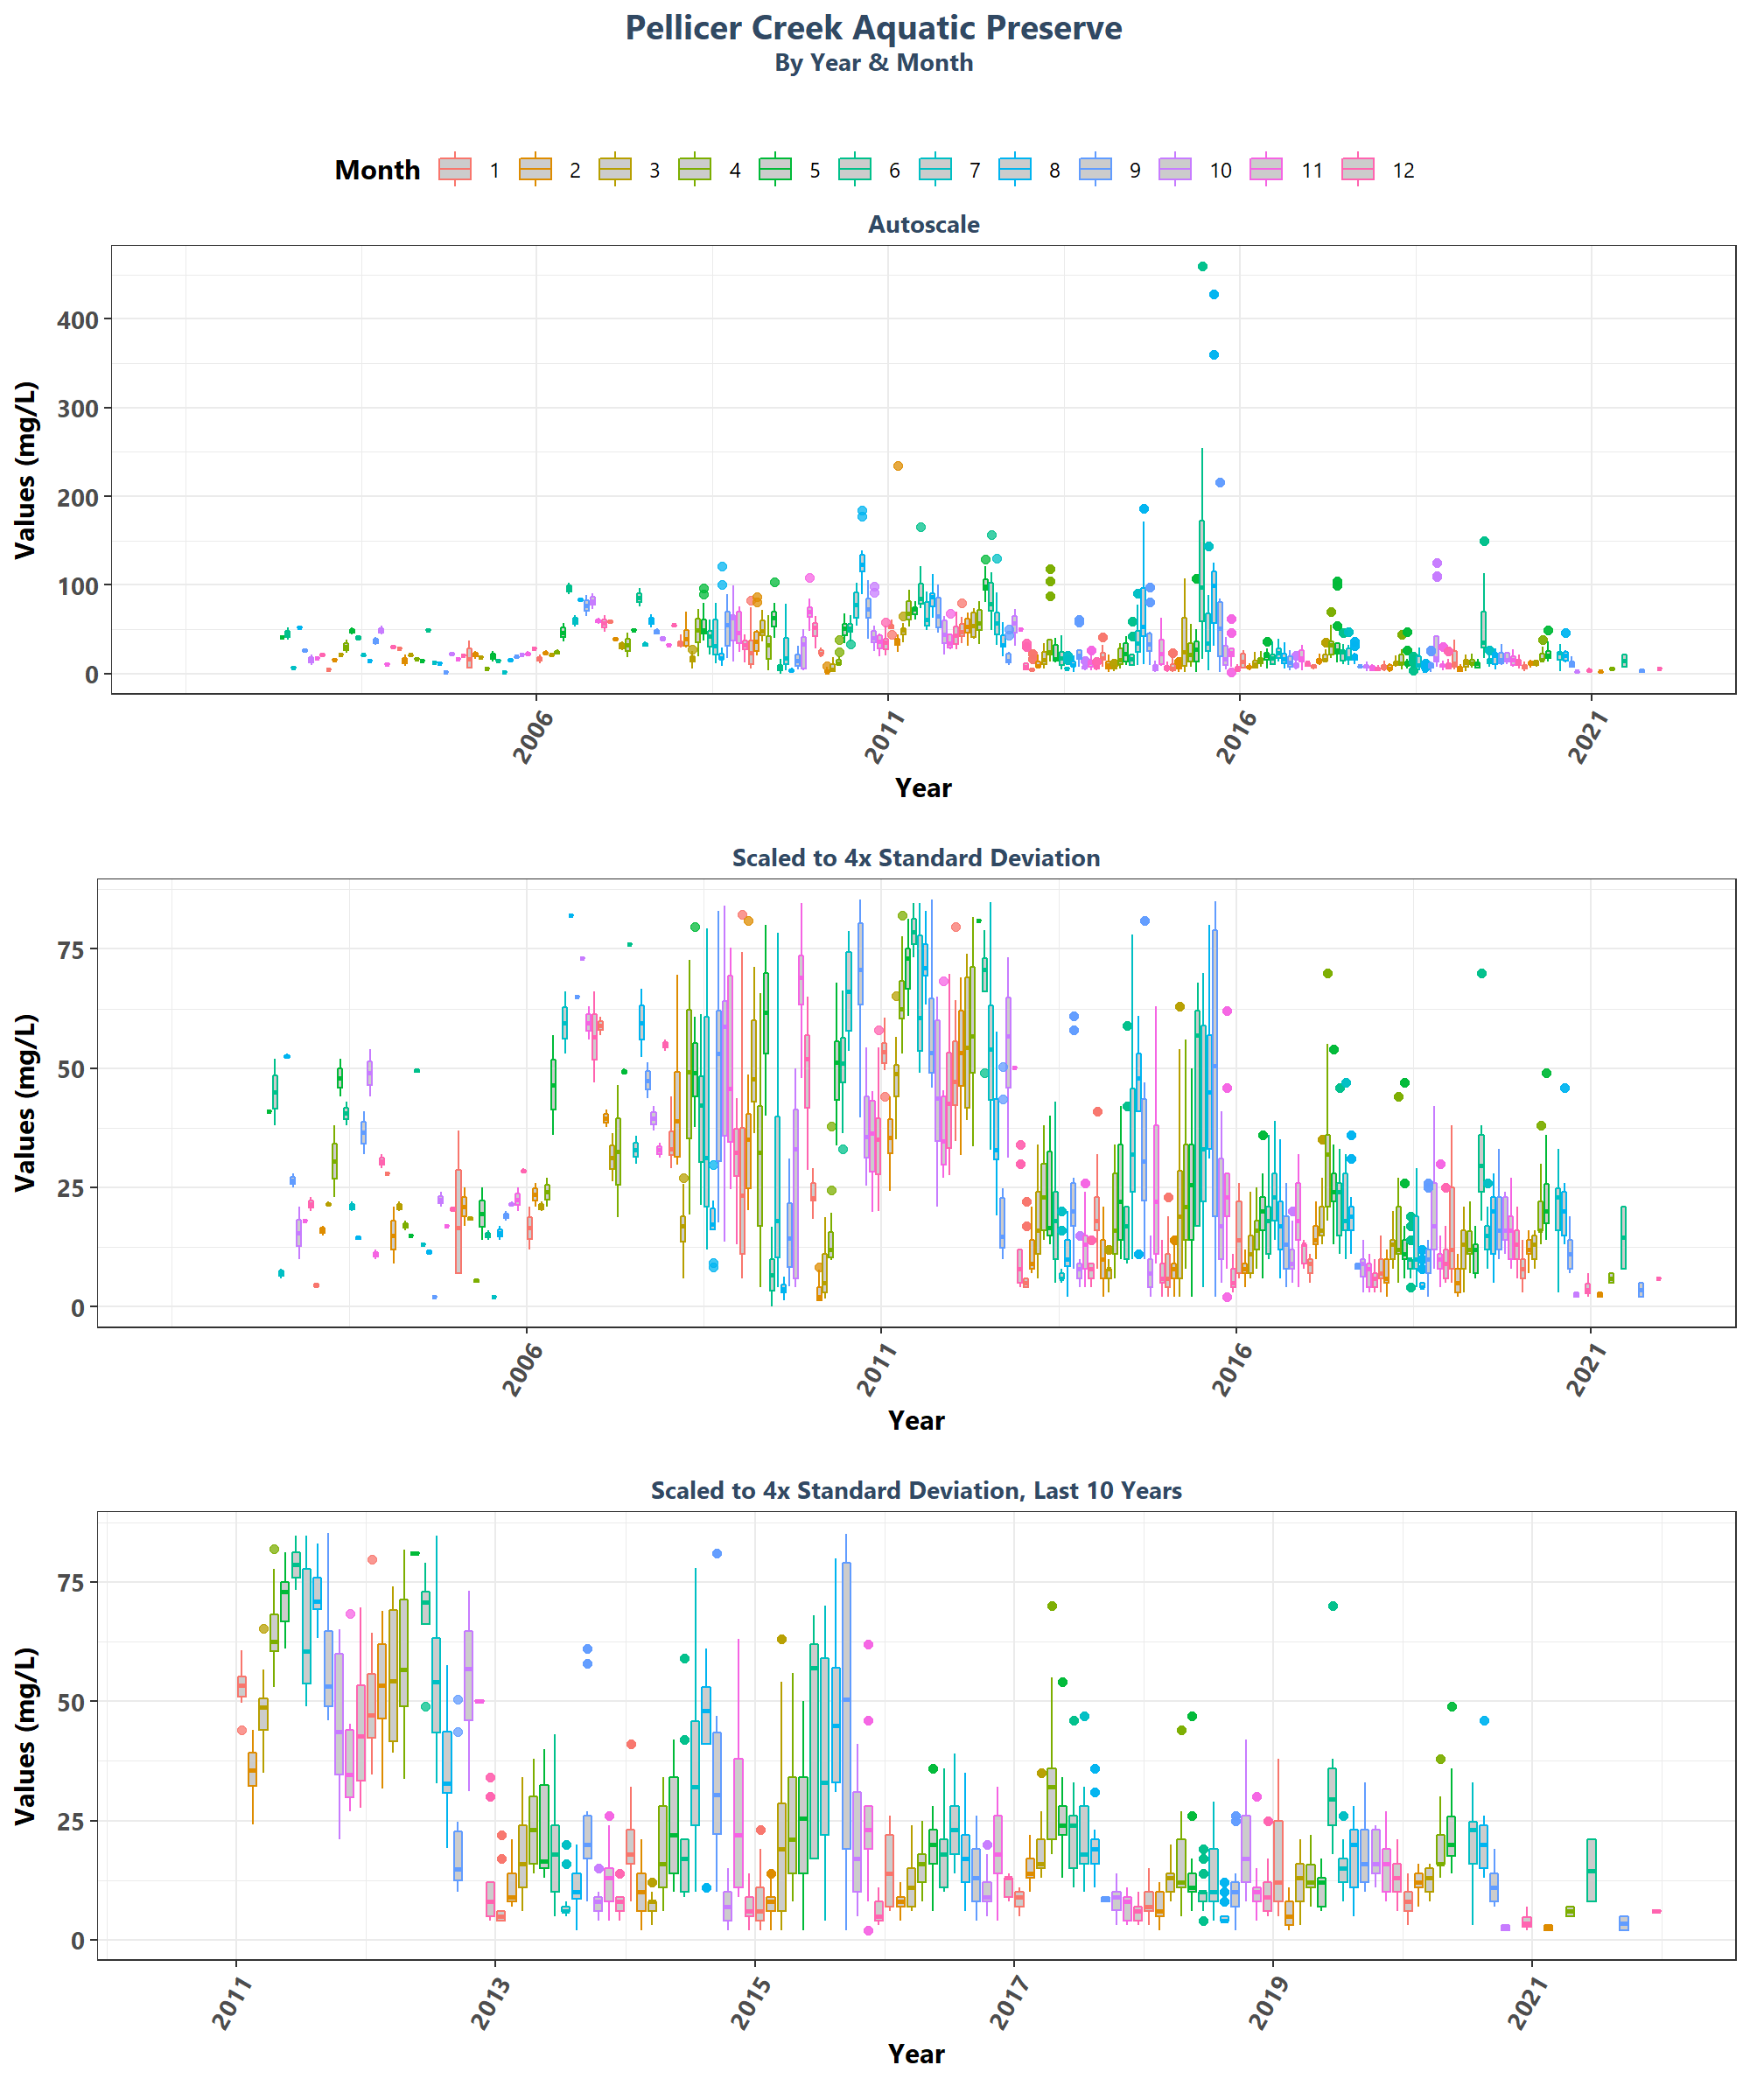 Pellicer Creek Aquatic Preserve
By Year & Month
Month 1 2 3 4 5 6 7 8 9 10 11 12
Autoscale
Values (mg/L)
400
300
200
100
0
2006 2011 2016 2021
Year
Scaled to 4x Standard Deviation
Values (mg/L)
75
50
25
0
2006 2011 2016 2021
Year
Scaled to 4x Standard Deviation, Last 10 Years
Values (mg/L)
75
50
25
0
2011 2013 2015 2017 2019 2021
Year